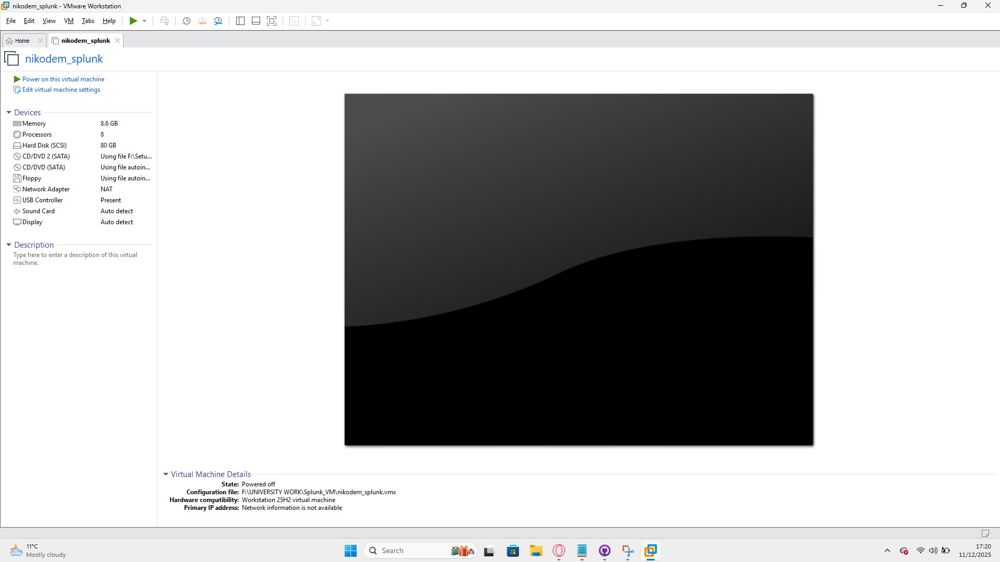 nikodem_splunk - VMware Workstation
File Edit View VM Tabs Help
Home nikodem_splunk
nikodem_splunk
Power on this virtual machine
Edit virtual machine settings
Devices
Memory 8.6 GB
Processors 8
Hard Disk (SCSI) 80 GB
CD/DVD 2 (SATA) Using file F:\Setu...
CD/DVD (SATA) Using file autoin...
Floppy Using file autoin...
Network Adapter NAT
USB Controller Present
Sound Card Auto detect
Display Auto detect
Description
Type here to enter a description of this virtual
machine.
Virtual Machine Details
State: Powered off
Configuration file: F:\UNIVERSITY WORK\Splunk_VM\nikodem_splunk.vmx
Hardware compatibility: Workstation 25H2 virtual machine
Primary IP address: Network information is not available
11°C
Mostly cloudy
Search
17:20
11/12/2025